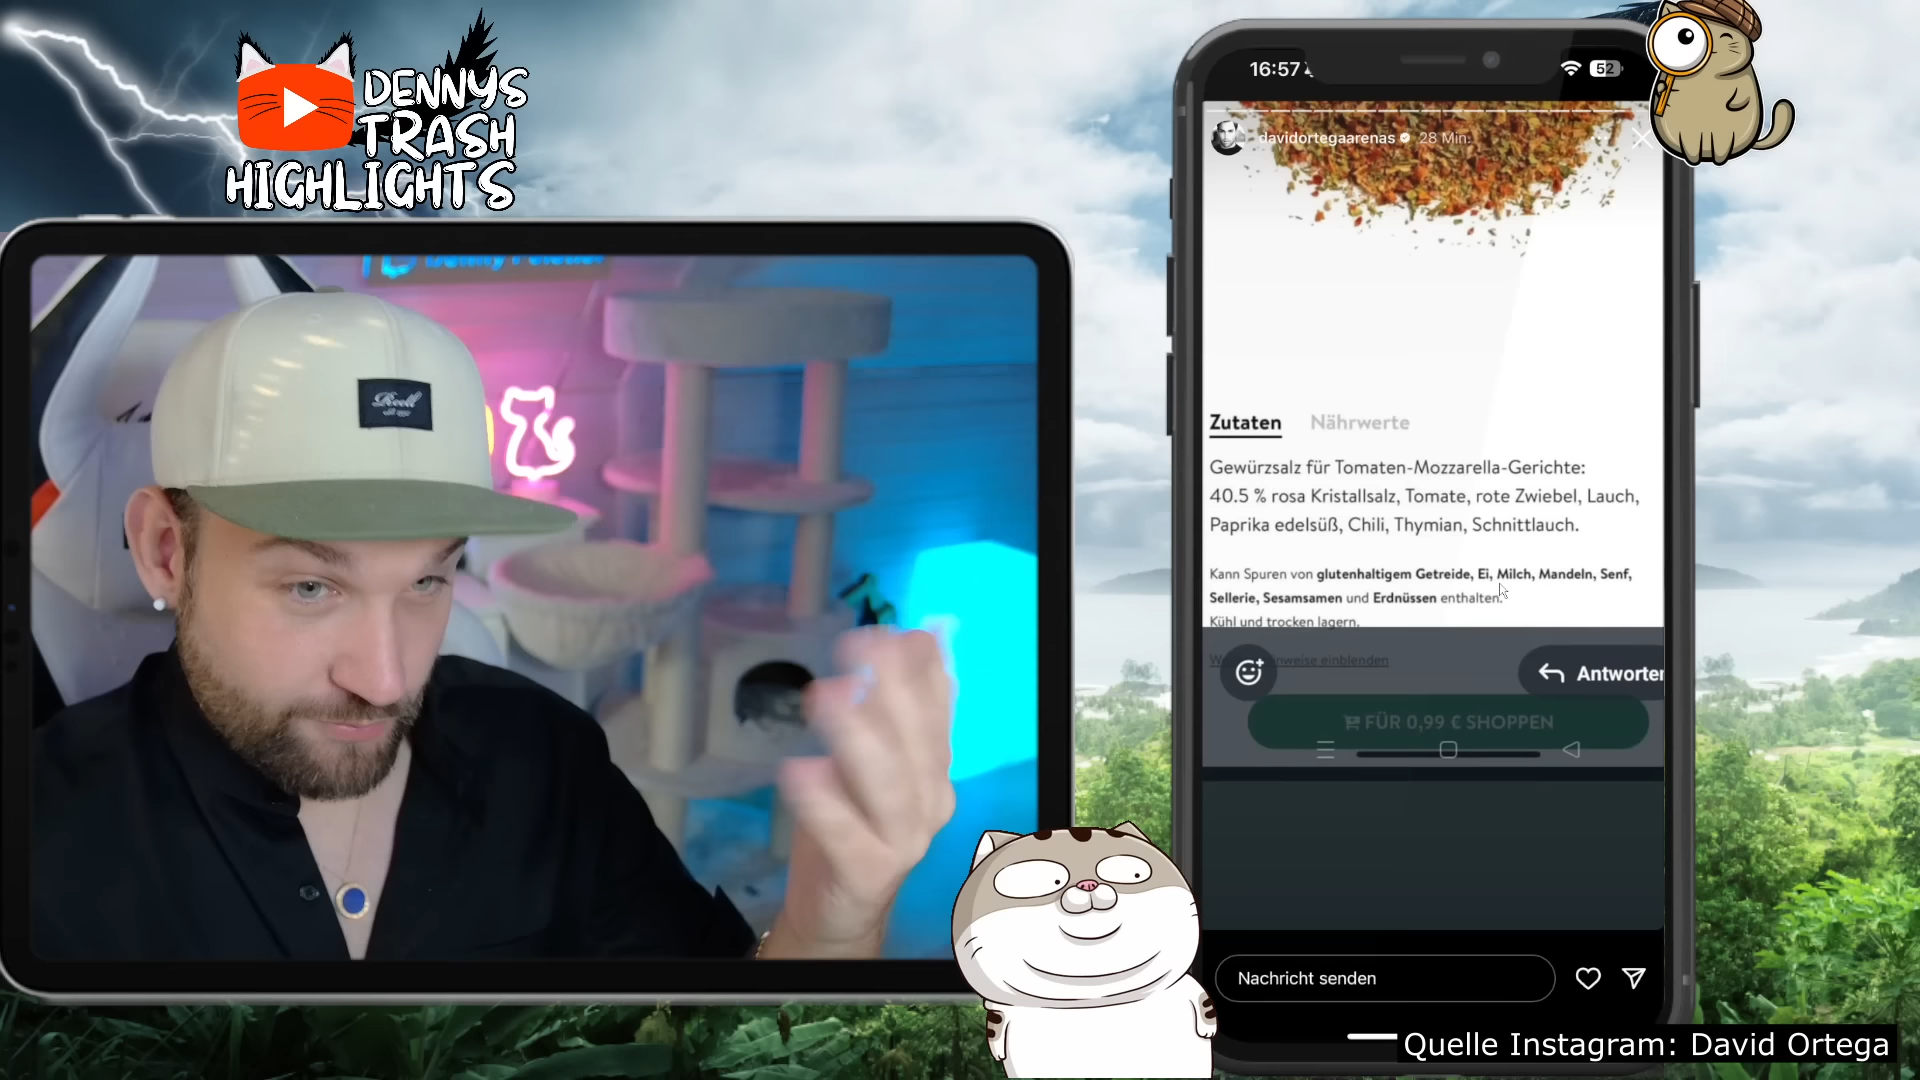 DENNYS
TRASH
HIGHLIGHTS
Reell
16:57
52
davidortegaarenas 28 Min.
Zutaten Nährwerte
Gewürzsalz für Tomaten-Mozzarella-Gerichte:
40.5 % rosa Kristallsalz, Tomate, rote Zwiebel, Lauch,
Paprika edelsüß, Chili, Thymian, Schnittlauch.
Kann Spuren von glutenhaltigem Getreide, Ei, Milch, Mandeln, Senf,
Sellerie, Sesamsamen und Erdnüssen enthalten.
Kühl und trocken lagern.
einblenden
Antworten
FÜR 0,99 € SHOPPEN
Nachricht senden
Quelle Instagram: David Ortega